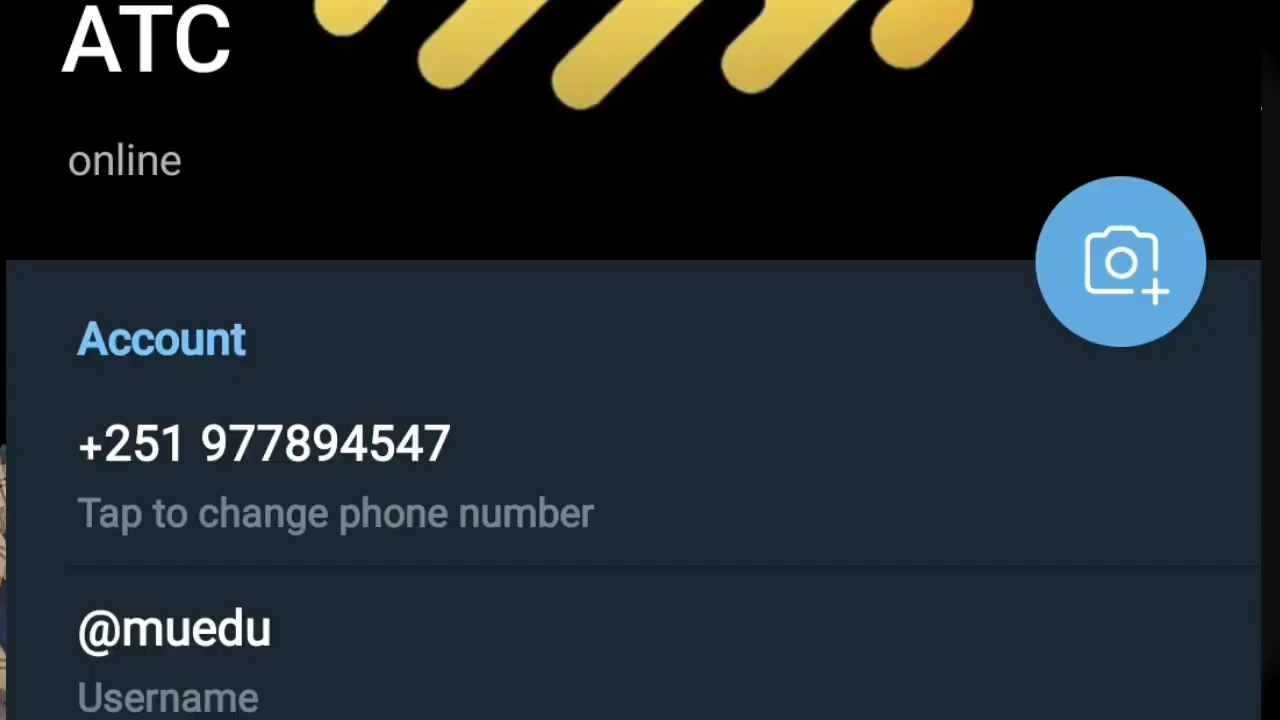 ATC
online
Account
+251 977894547
Tap to change phone number
@muedu
Username